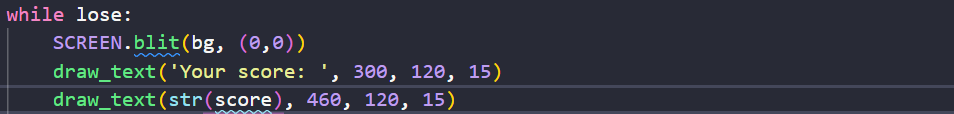 while lose:
    SCREEN.blit(bg, (0,0))
    draw_text('Your score: ', 300, 120, 15)
    draw_text(str(score), 460, 120, 15)